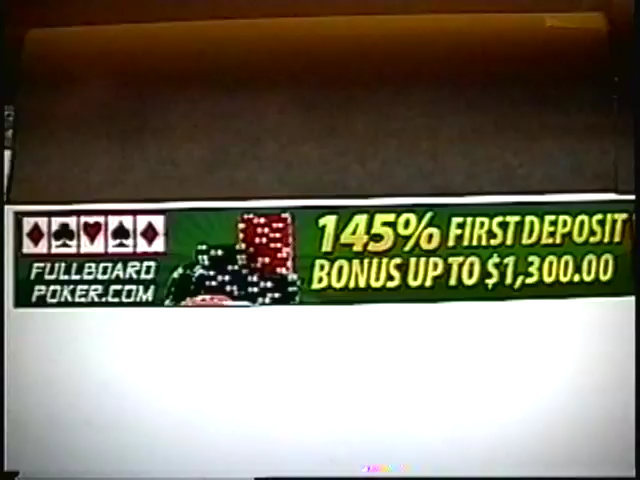 FULLBOARD
POKER.COM
145% FIRST DEPOSIT
BONUS UP TO $1,300.00